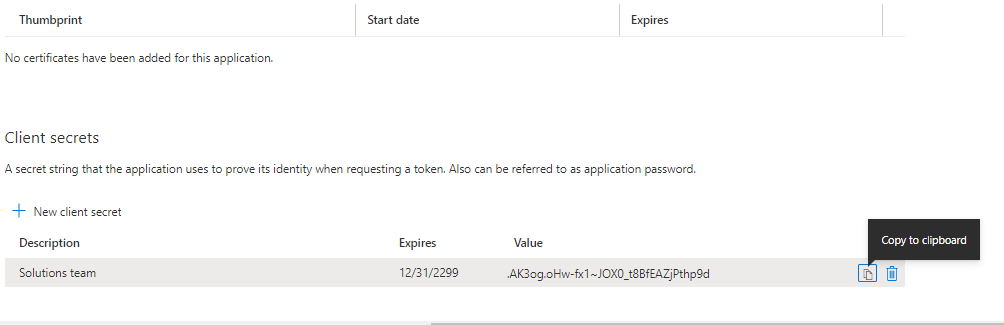 Thumbprint Start date Expires
No certificates have been added for this application.
Client secrets
A secret string that the application uses to prove its identity when requesting a token. Also can be referred to as application password.
New client secret
Copy to clipboard
Description Expires Value
Solutions team 12/31/2299 .AK3og.oHw-fx1~JOX0_t8BfEAZjPthp9d